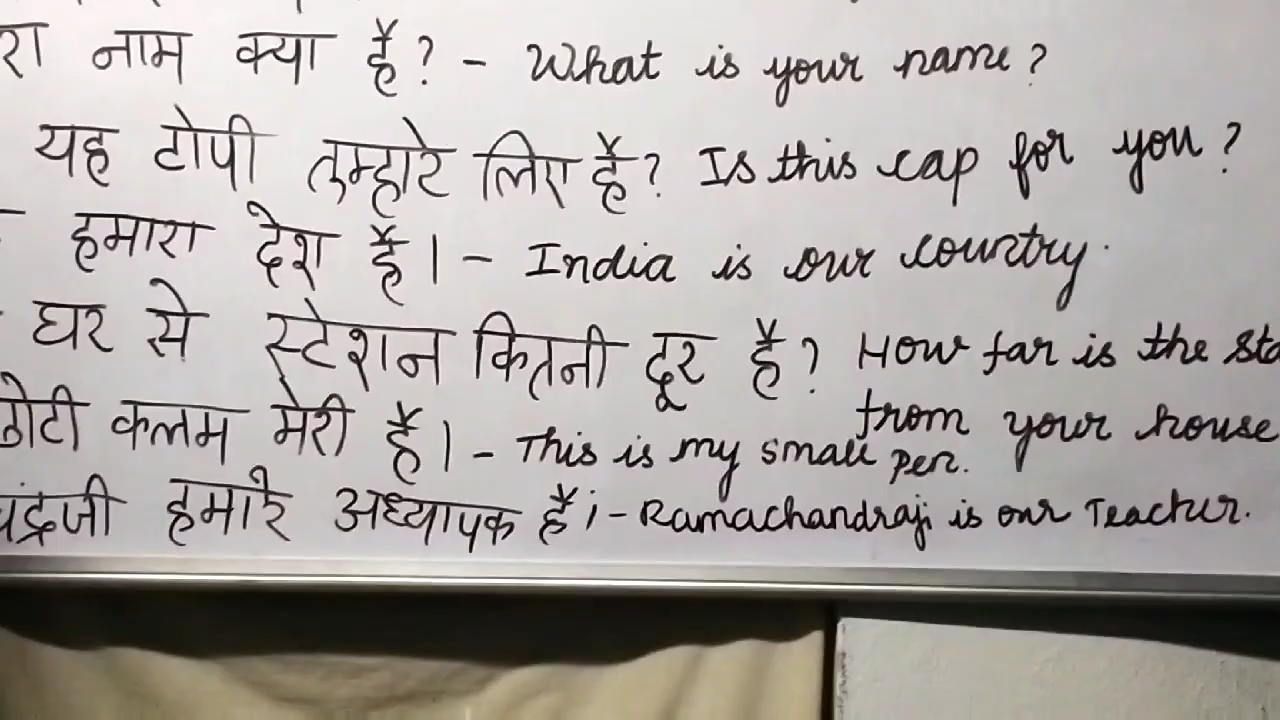 रा नाम क्या है? - What is your name?
यह टोपी तुम्हारे लिए है? Is this cap for you?
हमारा देश है। - India is our country.
घर से स्टेशन कितनी दूर है? How far is the sta
from your house
छोटी कलम मेरी है। - This is my small pen.
चंद्रजी हमारे अध्यापक हैं। - Ramachandraji is our Teacher.